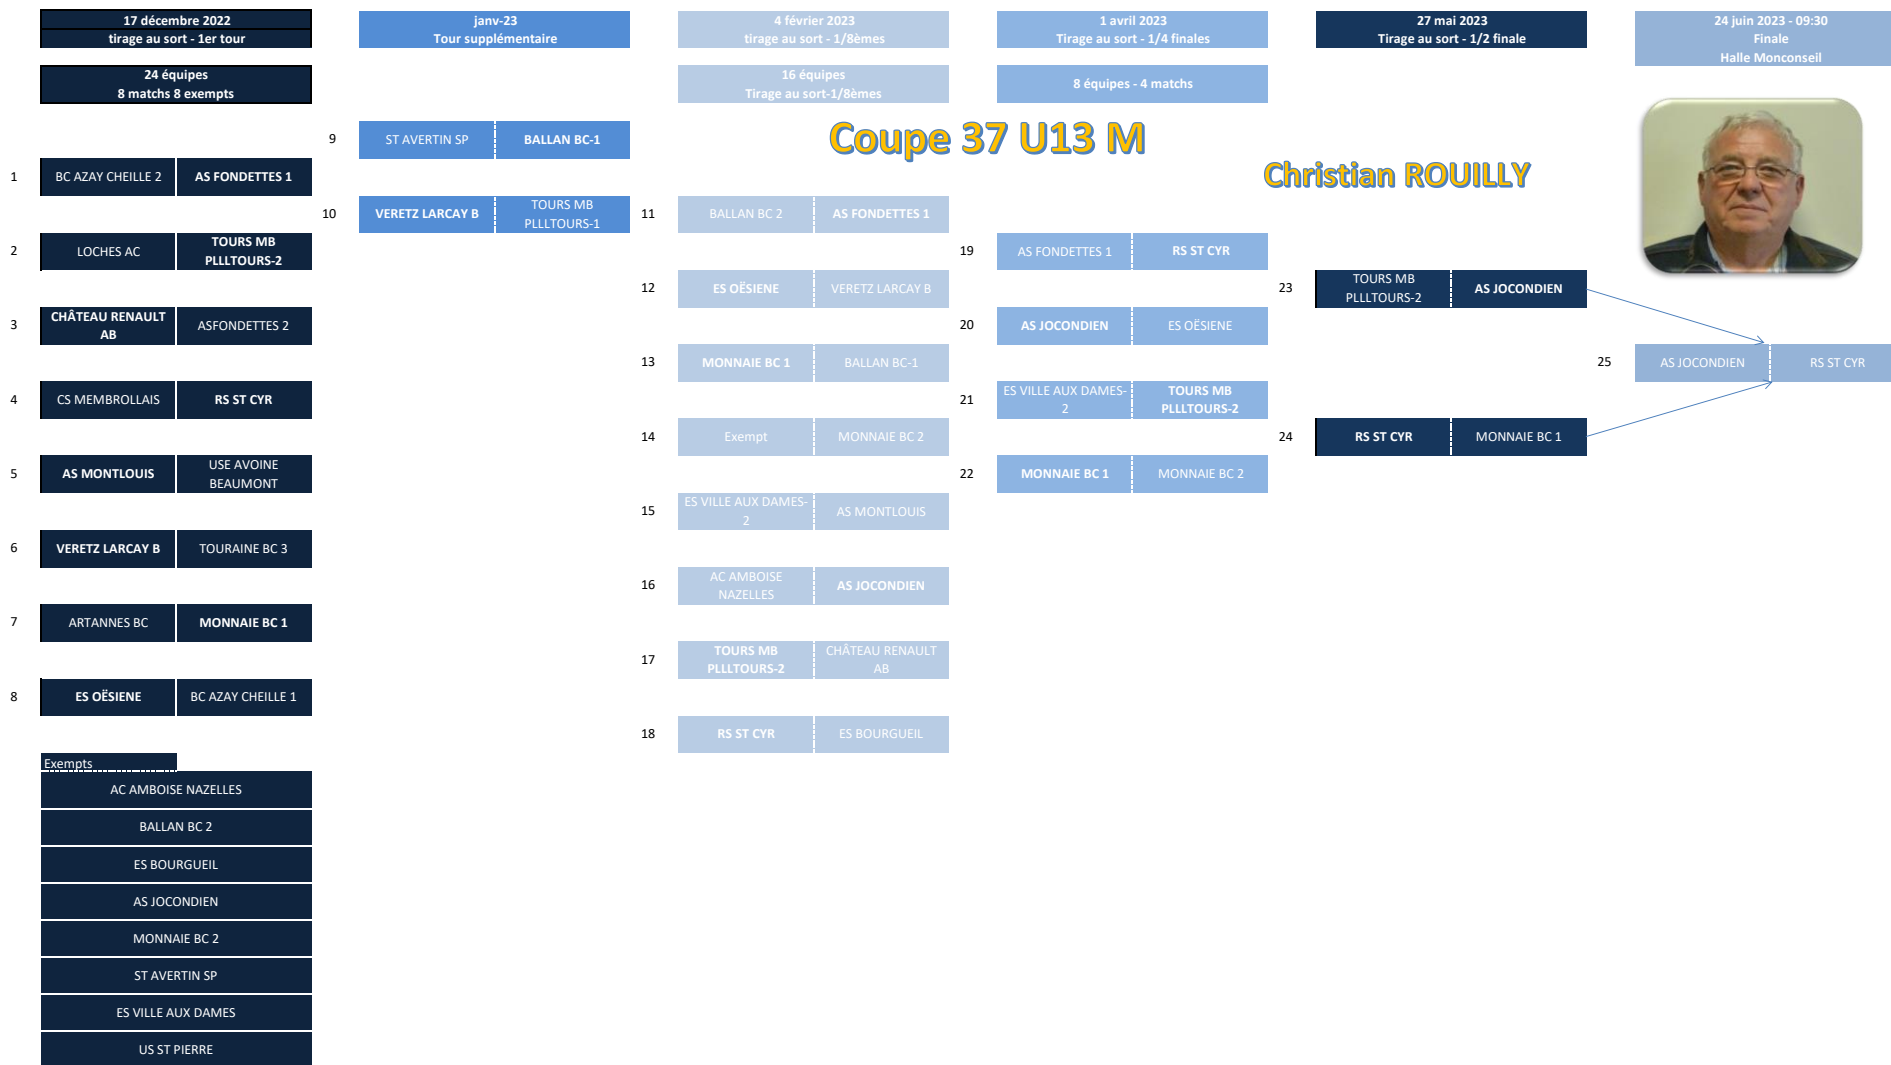 17 décembre 2022
tirage au sort - 1er tour
24 équipes
8 matchs 8 exempts
1
BC AZAY CHEILLE 2
AS FONDETTES 1
2
LOCHES AC
TOURS MB
PLLLTOURS-2
3
CHÂTEAU RENAULT
AB
ASFONDETTES 2
4
CS MEMBROLLAIS
RS ST CYR
5
AS MONTLOUIS
USE AVOINE
BEAUMONT
6
VERETZ LARCAY B
TOURAINE BC 3
7
ARTANNES BC
MONNAIE BC 1
8
ES OËSIENE
BC AZAY CHEILLE 1
Exempts
AC AMBOISE NAZELLES
BALLAN BC 2
ES BOURGUEIL
AS JOCONDIEN
MONNAIE BC 2
ST AVERTIN SP
ES VILLE AUX DAMES
US ST PIERRE
janv-23
Tour supplémentaire
9
ST AVERTIN SP
BALLAN BC-1
10
VERETZ LARCAY B
TOURS MB
PLLLTOURS-1
4 février 2023
tirage au sort - 1/8èmes
16 équipes
Tirage au sort-1/8èmes
11
BALLAN BC 2
AS FONDETTES 1
12
ES OËSIENE
VERETZ LARCAY B
13
MONNAIE BC 1
BALLAN BC-1
14
Exempt
MONNAIE BC 2
15
ES VILLE AUX DAMES-
2
AS MONTLOUIS
16
AC AMBOISE
NAZELLES
AS JOCONDIEN
17
TOURS MB
PLLLTOURS-2
CHÂTEAU RENAULT
AB
18
RS ST CYR
ES BOURGUEIL
Coupe 37 U13 M
Christian ROUILLY
1 avril 2023
Tirage au sort - 1/4 finales
8 équipes - 4 matchs
19
AS FONDETTES 1
RS ST CYR
20
AS JOCONDIEN
ES OËSIENE
21
ES VILLE AUX DAMES-
2
TOURS MB
PLLLTOURS-2
22
MONNAIE BC 1
MONNAIE BC 2
27 mai 2023
Tirage au sort - 1/2 finale
23
TOURS MB
PLLLTOURS-2
AS JOCONDIEN
24
RS ST CYR
MONNAIE BC 1
24 juin 2023 - 09:30
Finale
Halle Monconseil
25
AS JOCONDIEN
RS ST CYR